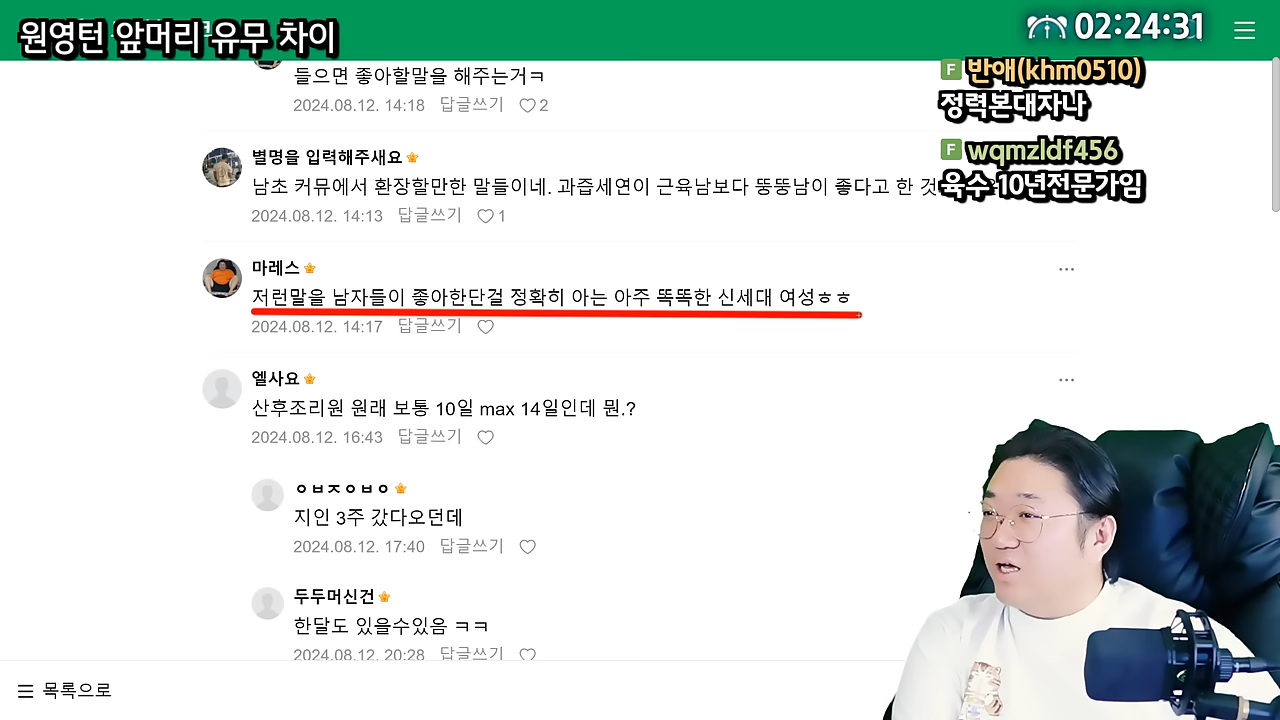 원영턴 앞머리 유무 차이
02:24:31
들으면 좋아할말을 해주는거ㅋ
2024.08.12. 14:18 답글쓰기 2
F 반애(khm0510)
정력본대자나
F wqmzldf456
육수 10년전문가임
별명을 입력해주새요
남초 커뮤에서 환장할만한 말들이네. 과즙세연이 근육남보다 뚱뚱남이 좋다고 한 것
2024.08.12. 14:13 답글쓰기 1
마레스
저런말을 남자들이 좋아한단걸 정확히 아는 아주 똑똑한 신세대 여성ㅎㅎ
2024.08.12. 14:17 답글쓰기
엘사요
산후조리원 원래 보통 10일 max 14일인데 뭔.?
2024.08.12. 16:43 답글쓰기
ㅇㅂㅈㅇㅂㅇ
지인 3주 갔다오던데
2024.08.12. 17:40 답글쓰기
두두머신건
한달도 있을수있음 ㅋㅋ
2024.08.12. 20:28 답글쓰기
목록으로